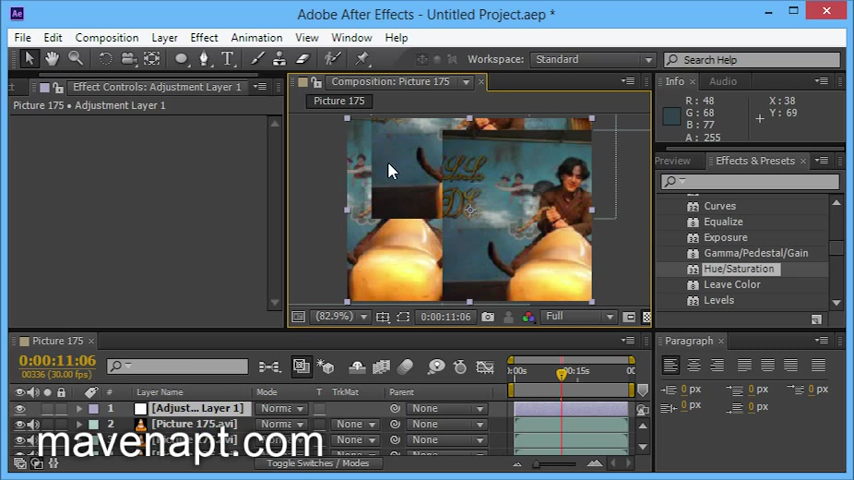 Adobe After Effects - Untitled Project.aep *
File Edit Composition Layer Effect Animation View Window Help
Workspace: Standard
Search Help
Effect Controls: Adjustment Layer 1
Picture 175 • Adjustment Layer 1
Composition: Picture 175
Picture 175
Info Audio
R: 48
G: 68
B: 77
A: 255
X: 38
Y: 69
Preview Effects & Presets
Curves
Equalize
Exposure
Gamma/Pedestal/Gain
Hue/Saturation
Leave Color
Levels
(82.9%) 0:00:11:06 Full
Picture 175
0:00:11:06
00336 (30.00 fps)
:00s 00:15s 00
# Layer Name Mode T TrkMat Parent
1 [Adjust... Layer 1] Norma None
2 [Picture 175.avi] Norma None None
Toggle Switches / Modes
Paragraph
0 px 0 px 0 px
0 px 0 px
mavenapt.com